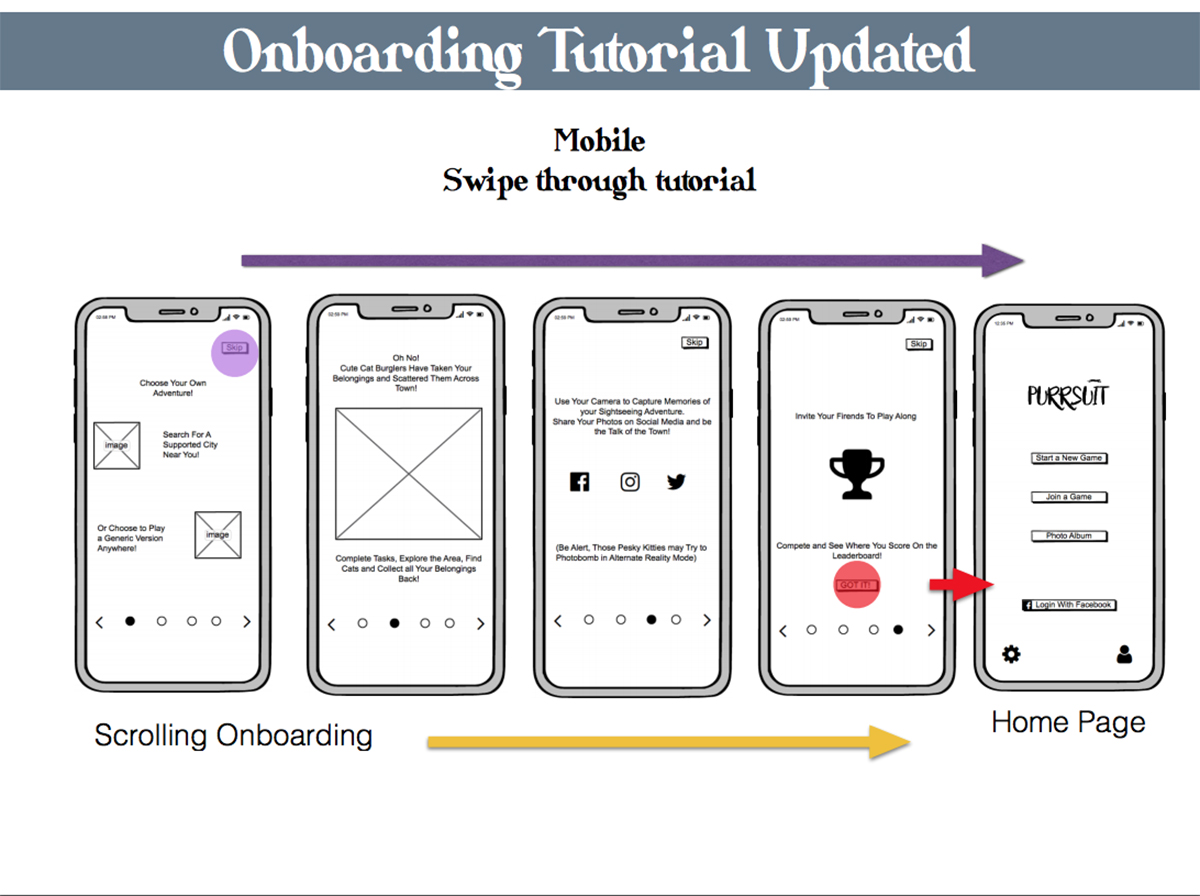 Onboarding Tutorial Updated
Mobile
Swipe through tutorial
02:58 PM
Skip
Choose Your Own
Adventure!
image
Search For A
Supported City
Near You!
Or Choose to Play
a Generic Version
Anywhere!
image
02:58 PM
Oh No!
Cute Cat Burglers Have Taken Your
Belongings and Scattered Them Across
Town!
Complete Tasks, Explore the Area, Find
Cats and Collect all Your Belongings
Back!
02:58 PM
Skip
Use Your Camera to Capture Memories of
your Sightseeing Adventure.
Share Your Photos on Social Media and be
the Talk of the Town!
(Be Alert, Those Pesky Kitties may Try to
Photobomb in Alternate Reality Mode)
02:58 PM
Skip
Invite Your Firends To Play Along
Compete and See Where You Score On the
Leaderboard!
GOT IT!
12:35 PM
PURRSUIT
Start a New Game
Join a Game
Photo Album
Login With Facebook
Scrolling Onboarding
Home Page